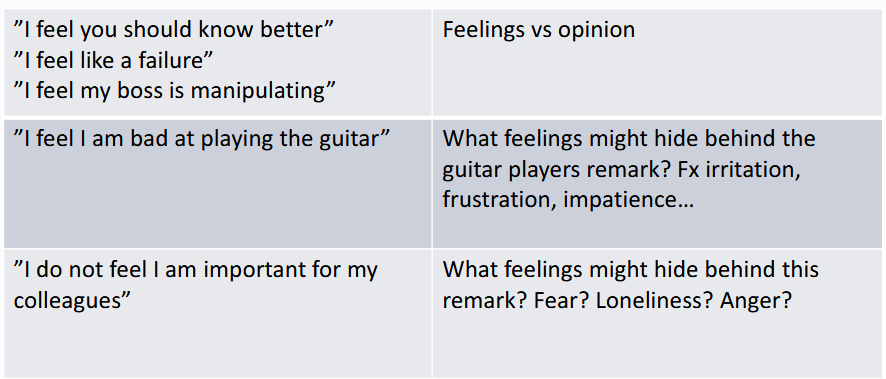 ”I feel you should know better”
”I feel like a failure”
”I feel my boss is manipulating”
Feelings vs opinion
”I feel I am bad at playing the guitar”
What feelings might hide behind the
guitar players remark? Fx irritation,
frustration, impatience…
”I do not feel I am important for my
colleagues”
What feelings might hide behind this
remark? Fear? Loneliness? Anger?